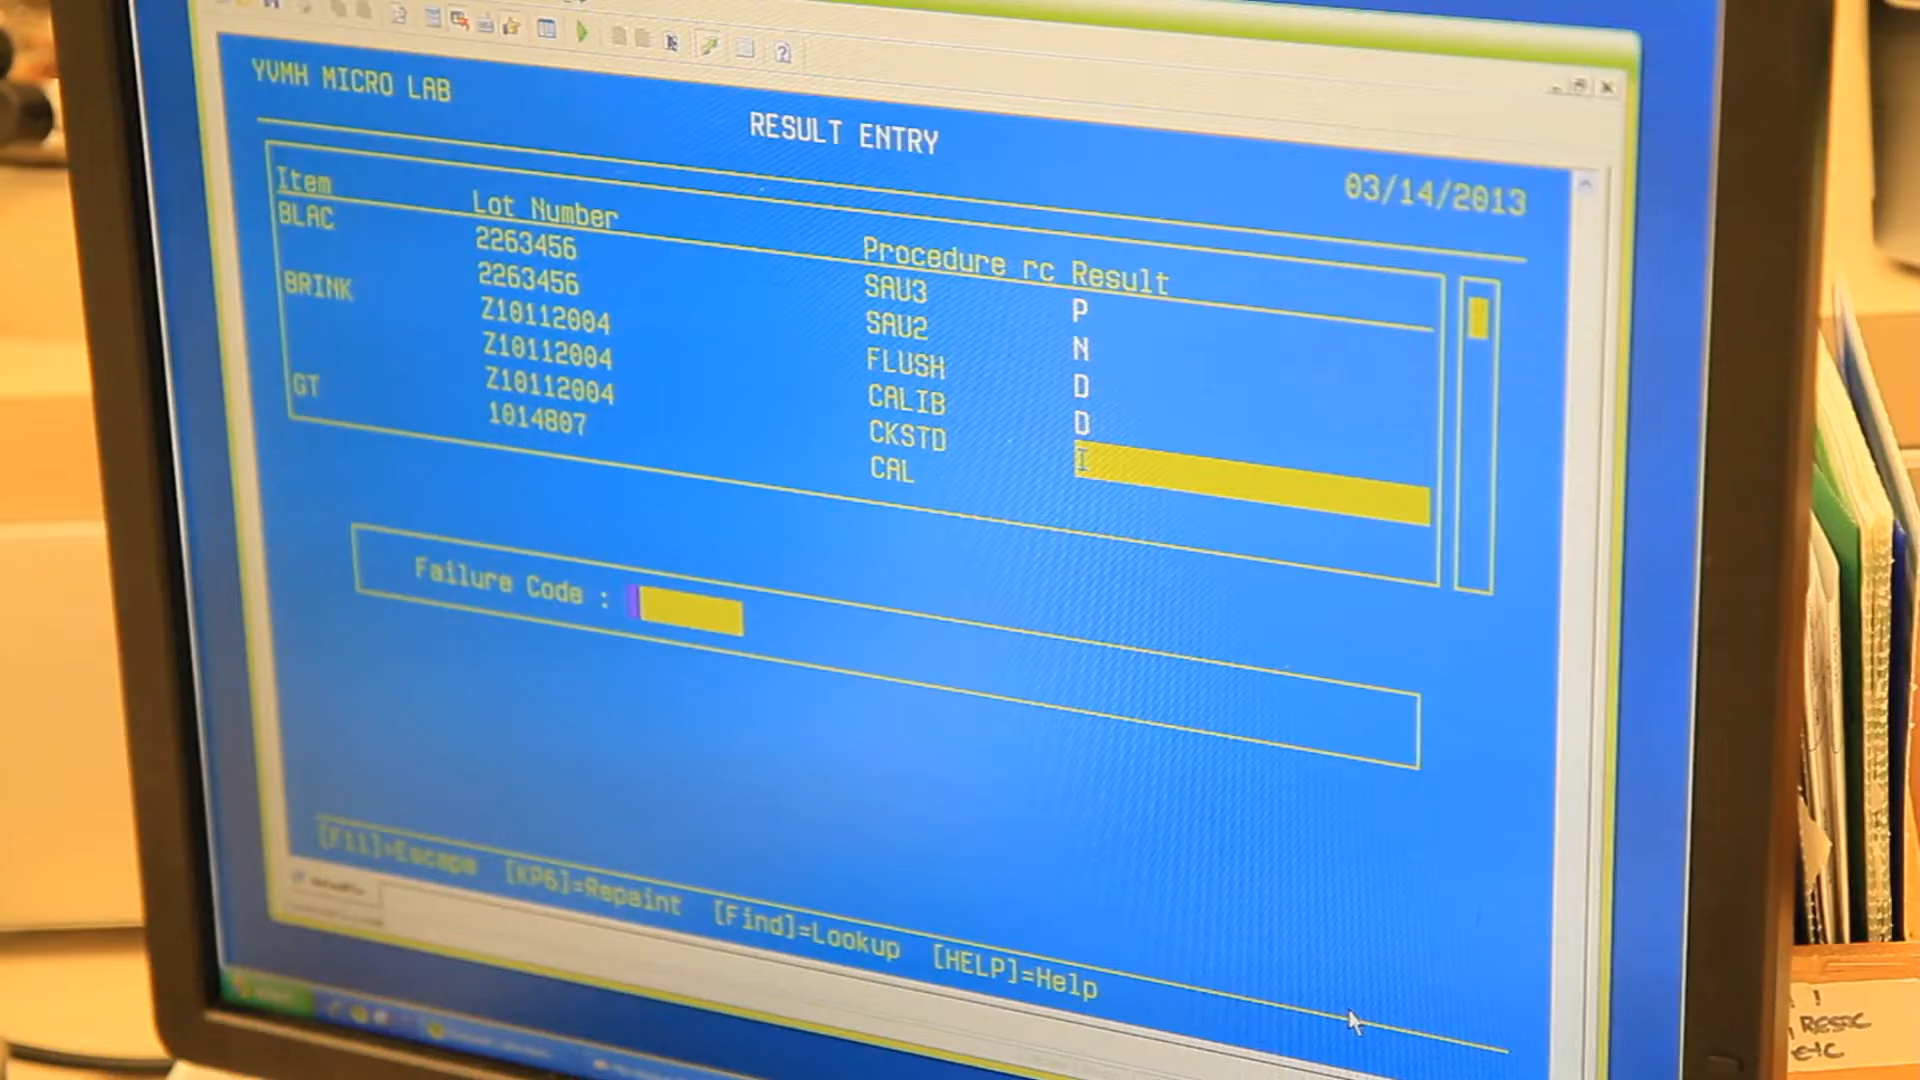 YVMH MICRO LAB
RESULT ENTRY
03/14/2013
Item Lot Number Procedure rc Result
BLAC 2263456 SAU3 P
2263456 SAU2 N
BRINK Z10112004 FLUSH D
Z10112004 CALIB D
Z10112004 CKSTD I
GT 1014807 CAL
Failure Code :
[F11]=Escape [KP6]=Repaint [Find]=Lookup [HELP]=Help
etc